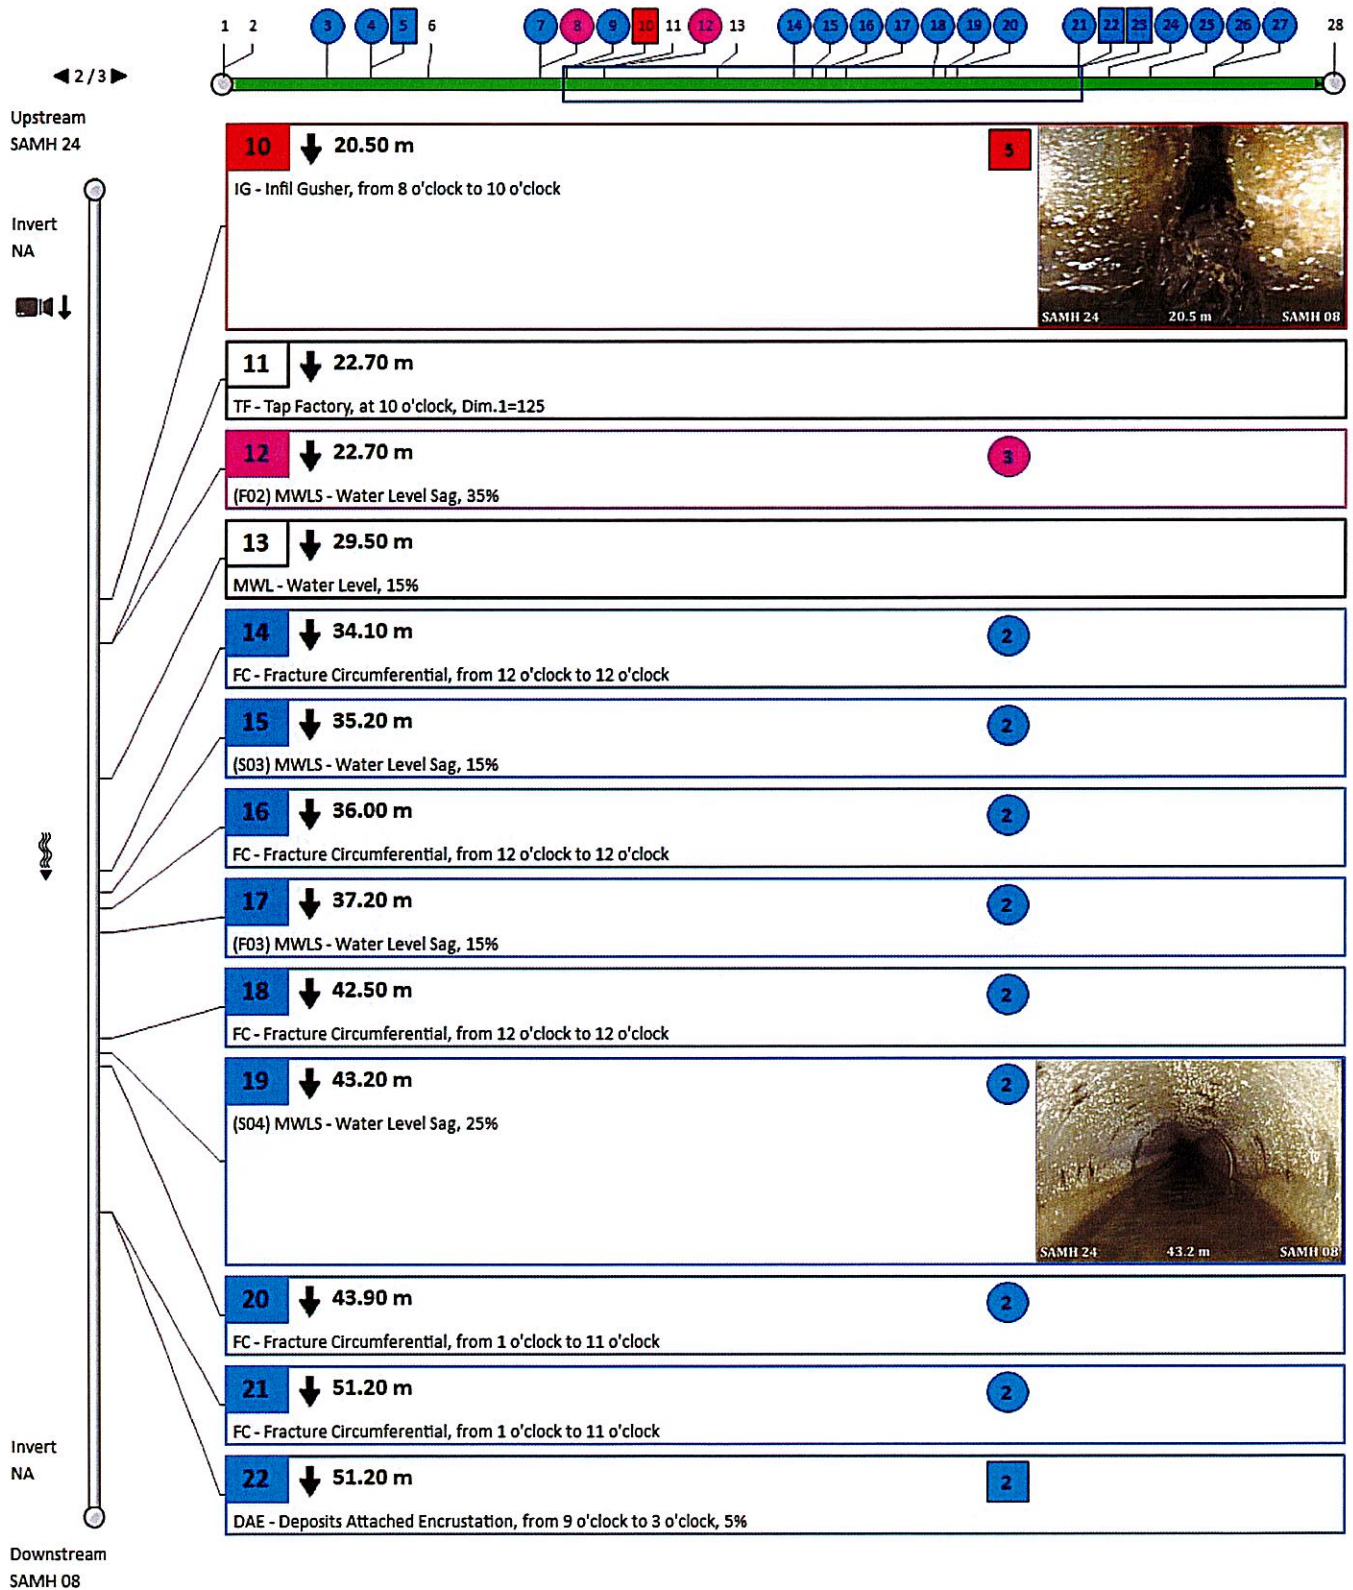 1 2 3 4 5 6 7 8 9 10 11 12 13 14 15 16 17 18 19 20 21 22 23 24 25 26 27 28
2 / 3
Upstream
SAMH 24
Invert
NA
10 20.50 m 5
IG - Infil Gusher, from 8 o'clock to 10 o'clock
SAMH 24 20.5 m SAMH 08
11 22.70 m
TF - Tap Factory, at 10 o'clock, Dim.1=125
12 22.70 m 3
(F02) MWLS - Water Level Sag, 35%
13 29.50 m
MWL - Water Level, 15%
14 34.10 m 2
FC - Fracture Circumferential, from 12 o'clock to 12 o'clock
15 35.20 m 2
(S03) MWLS - Water Level Sag, 15%
16 36.00 m 2
FC - Fracture Circumferential, from 12 o'clock to 12 o'clock
17 37.20 m 2
(F03) MWLS - Water Level Sag, 15%
18 42.50 m 2
FC - Fracture Circumferential, from 12 o'clock to 12 o'clock
19 43.20 m 2
(S04) MWLS - Water Level Sag, 25%
SAMH 24 43.2 m SAMH 08
20 43.90 m 2
FC - Fracture Circumferential, from 1 o'clock to 11 o'clock
21 51.20 m 2
FC - Fracture Circumferential, from 1 o'clock to 11 o'clock
22 51.20 m 2
DAE - Deposits Attached Encrustation, from 9 o'clock to 3 o'clock, 5%
Invert
NA
Downstream
SAMH 08